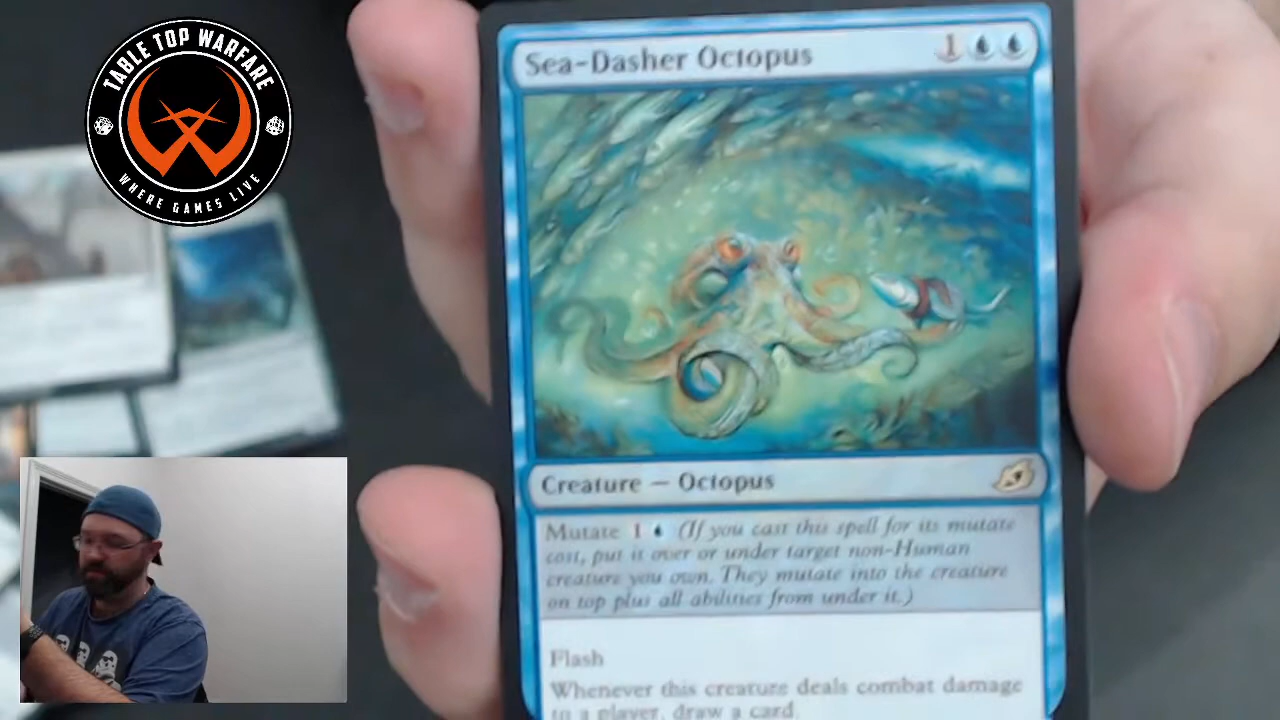 TABLE TOP WARFARE
WHERE GAMES LIVE
Sea-Dasher Octopus 1
Creature — Octopus
Mutate 1 (If you cast this spell for its mutate
cost, put it over or under target non-Human
creature you own. They mutate into the creature
on top plus all abilities from under it.)
Flash
Whenever this creature deals combat damage
to a player, draw a card.